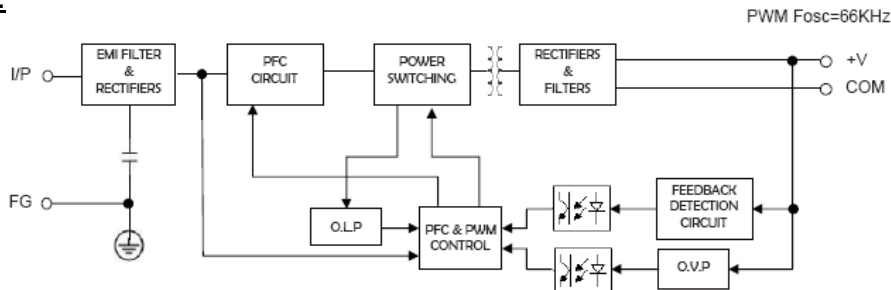 PWM Fosc=66KHz
I/P
EMI FILTER
&
RECTIFIERS
PFC
CIRCUIT
POWER
SWITCHING
RECTIFIERS
&
FILTERS
+V
COM
FG
O.L.P
PFC & PWM
CONTROL
FEEDBACK
DETECTION
CIRCUIT
O.V.P